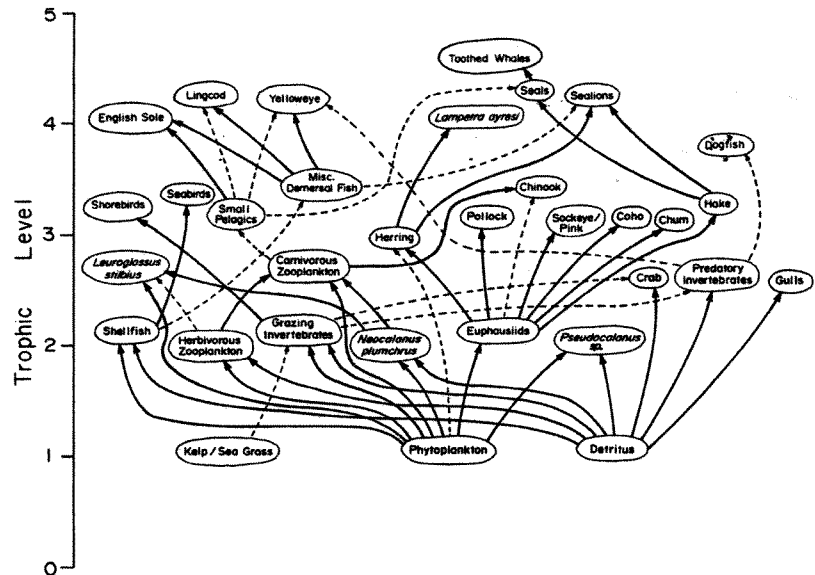 5
Toothed Whales
Lingcod
Yelloweye
Seals
Sealions
4
English Sole
Lampetra ayresi
Dogfish
Misc.
Demersal Fish
Seabirds
Chinook
Shorebirds
Small
Pelagics
Pollock
Sockeye/
Pink
Coho
Chum
Hake
3
Herring
Trophic Level
Leuroglossus
stilbius
Carnivorous
Zooplankton
Crab
Predatory
Invertebrates
Gulls
2
Shellfish
Herbivorous
Zooplankton
Grazing
Invertebrates
Neocalanus
plumchrus
Euphausiids
Pseudocalanus
sp.
1
Kelp / Sea Grass
Phytoplankton
Detritus
0